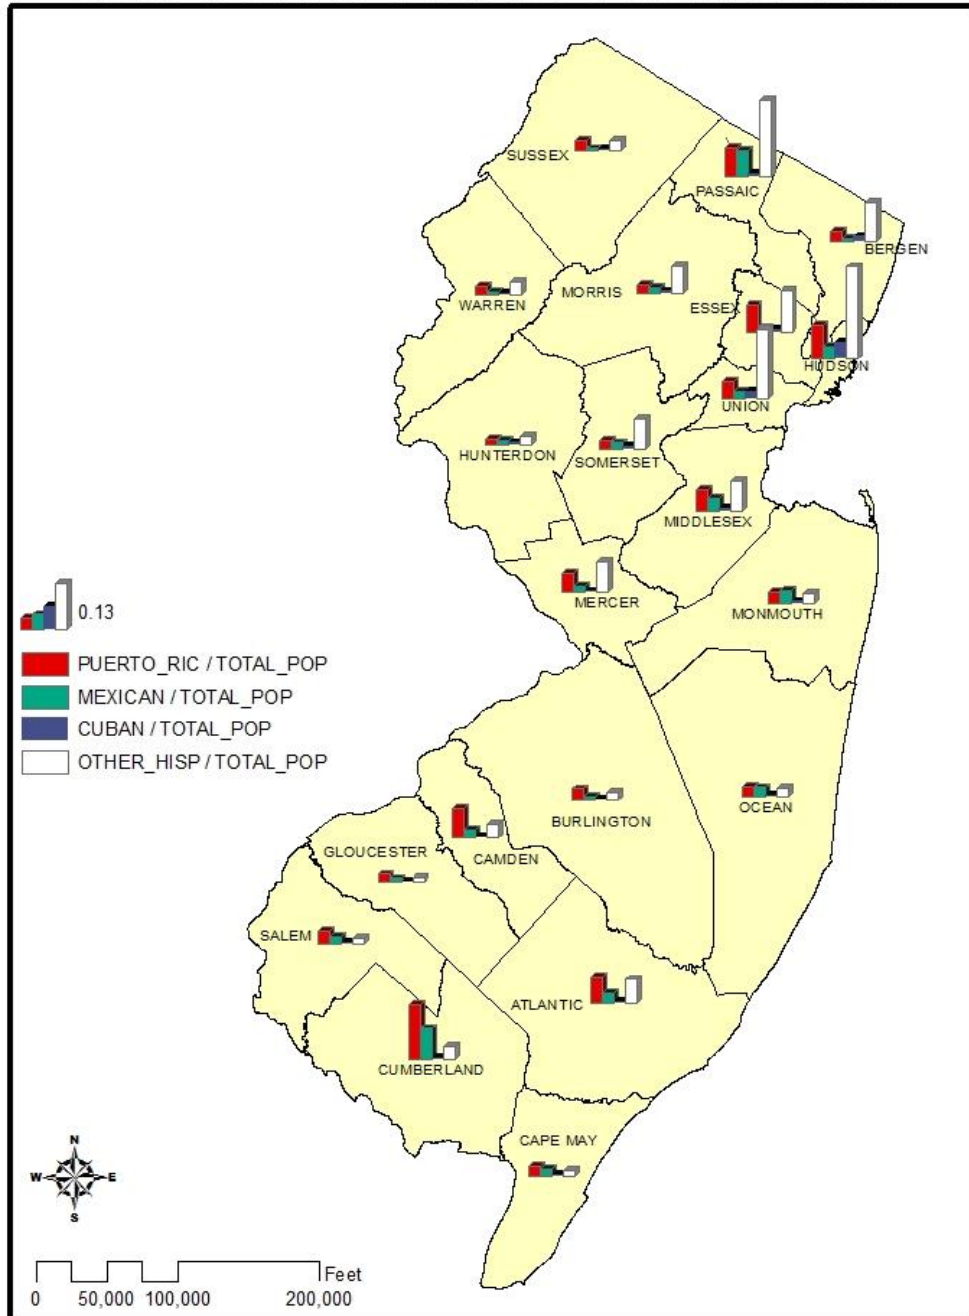 SUSSEX
PASSAIC
BERGEN
WARREN
MORRIS
ESSEX
HUDSON
UNION
HUNTERDON
SOMERSET
MIDDLESEX
MERCER
MONMOUTH
0.13
PUERTO_RIC / TOTAL_POP
MEXICAN / TOTAL_POP
CUBAN / TOTAL_POP
OTHER_HISP / TOTAL_POP
OCEAN
BURLINGTON
CAMDEN
GLOUCESTER
SALEM
ATLANTIC
CUMBERLAND
CAPE MAY
N
W E
S
Feet
0 50,000 100,000 200,000